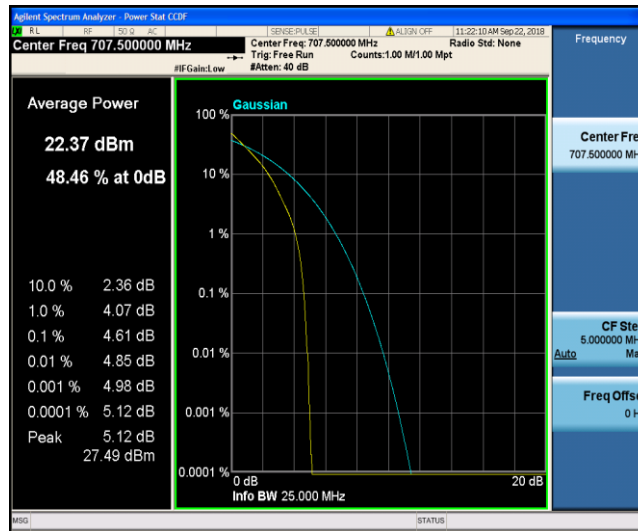 Agilent Spectrum Analyzer - Power Stat CCDF
RL RF 50 Ω AC SENSE:PULSE ALIGN OFF 11:22:10 AM Sep 22, 2018
Center Freq 707.500000 MHz
Center Freq: 707.500000 MHz Radio Std: None
Trig: Free Run Counts:1.00 M/1.00 Mpt
#IFGain:Low #Atten: 40 dB
Frequency
Average Power
22.37 dBm
48.46 % at 0dB
10.0 % 2.36 dB
1.0 % 4.07 dB
0.1 % 4.61 dB
0.01 % 4.85 dB
0.001 % 4.98 dB
0.0001 % 5.12 dB
Peak 5.12 dB
27.49 dBm
Gaussian
100 %
10 %
1 %
0.1 %
0.01 %
0.001 %
0.0001 %
0 dB 20 dB
Info BW 25.000 MHz
Center Fre
707.500000 MH
CF Ste
5.000000 MH
Auto Ma
Freq Offse
0 H
MSG STATUS